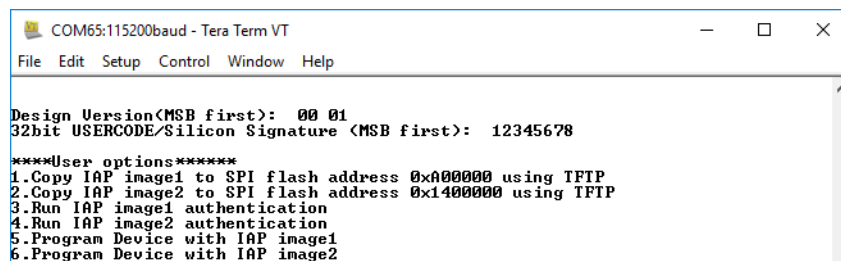 COM65:115200baud - Tera Term VT
File Edit Setup Control Window Help
Design Version(MSB first): 00 01
32bit USERCODE/Silicon Signature (MSB first): 12345678
****User options******
1.Copy IAP image1 to SPI flash address 0xA00000 using TFTP
2.Copy IAP image2 to SPI flash address 0x1400000 using TFTP
3.Run IAP image1 authentication
4.Run IAP image2 authentication
5.Program Device with IAP image1
6.Program Device with IAP image2